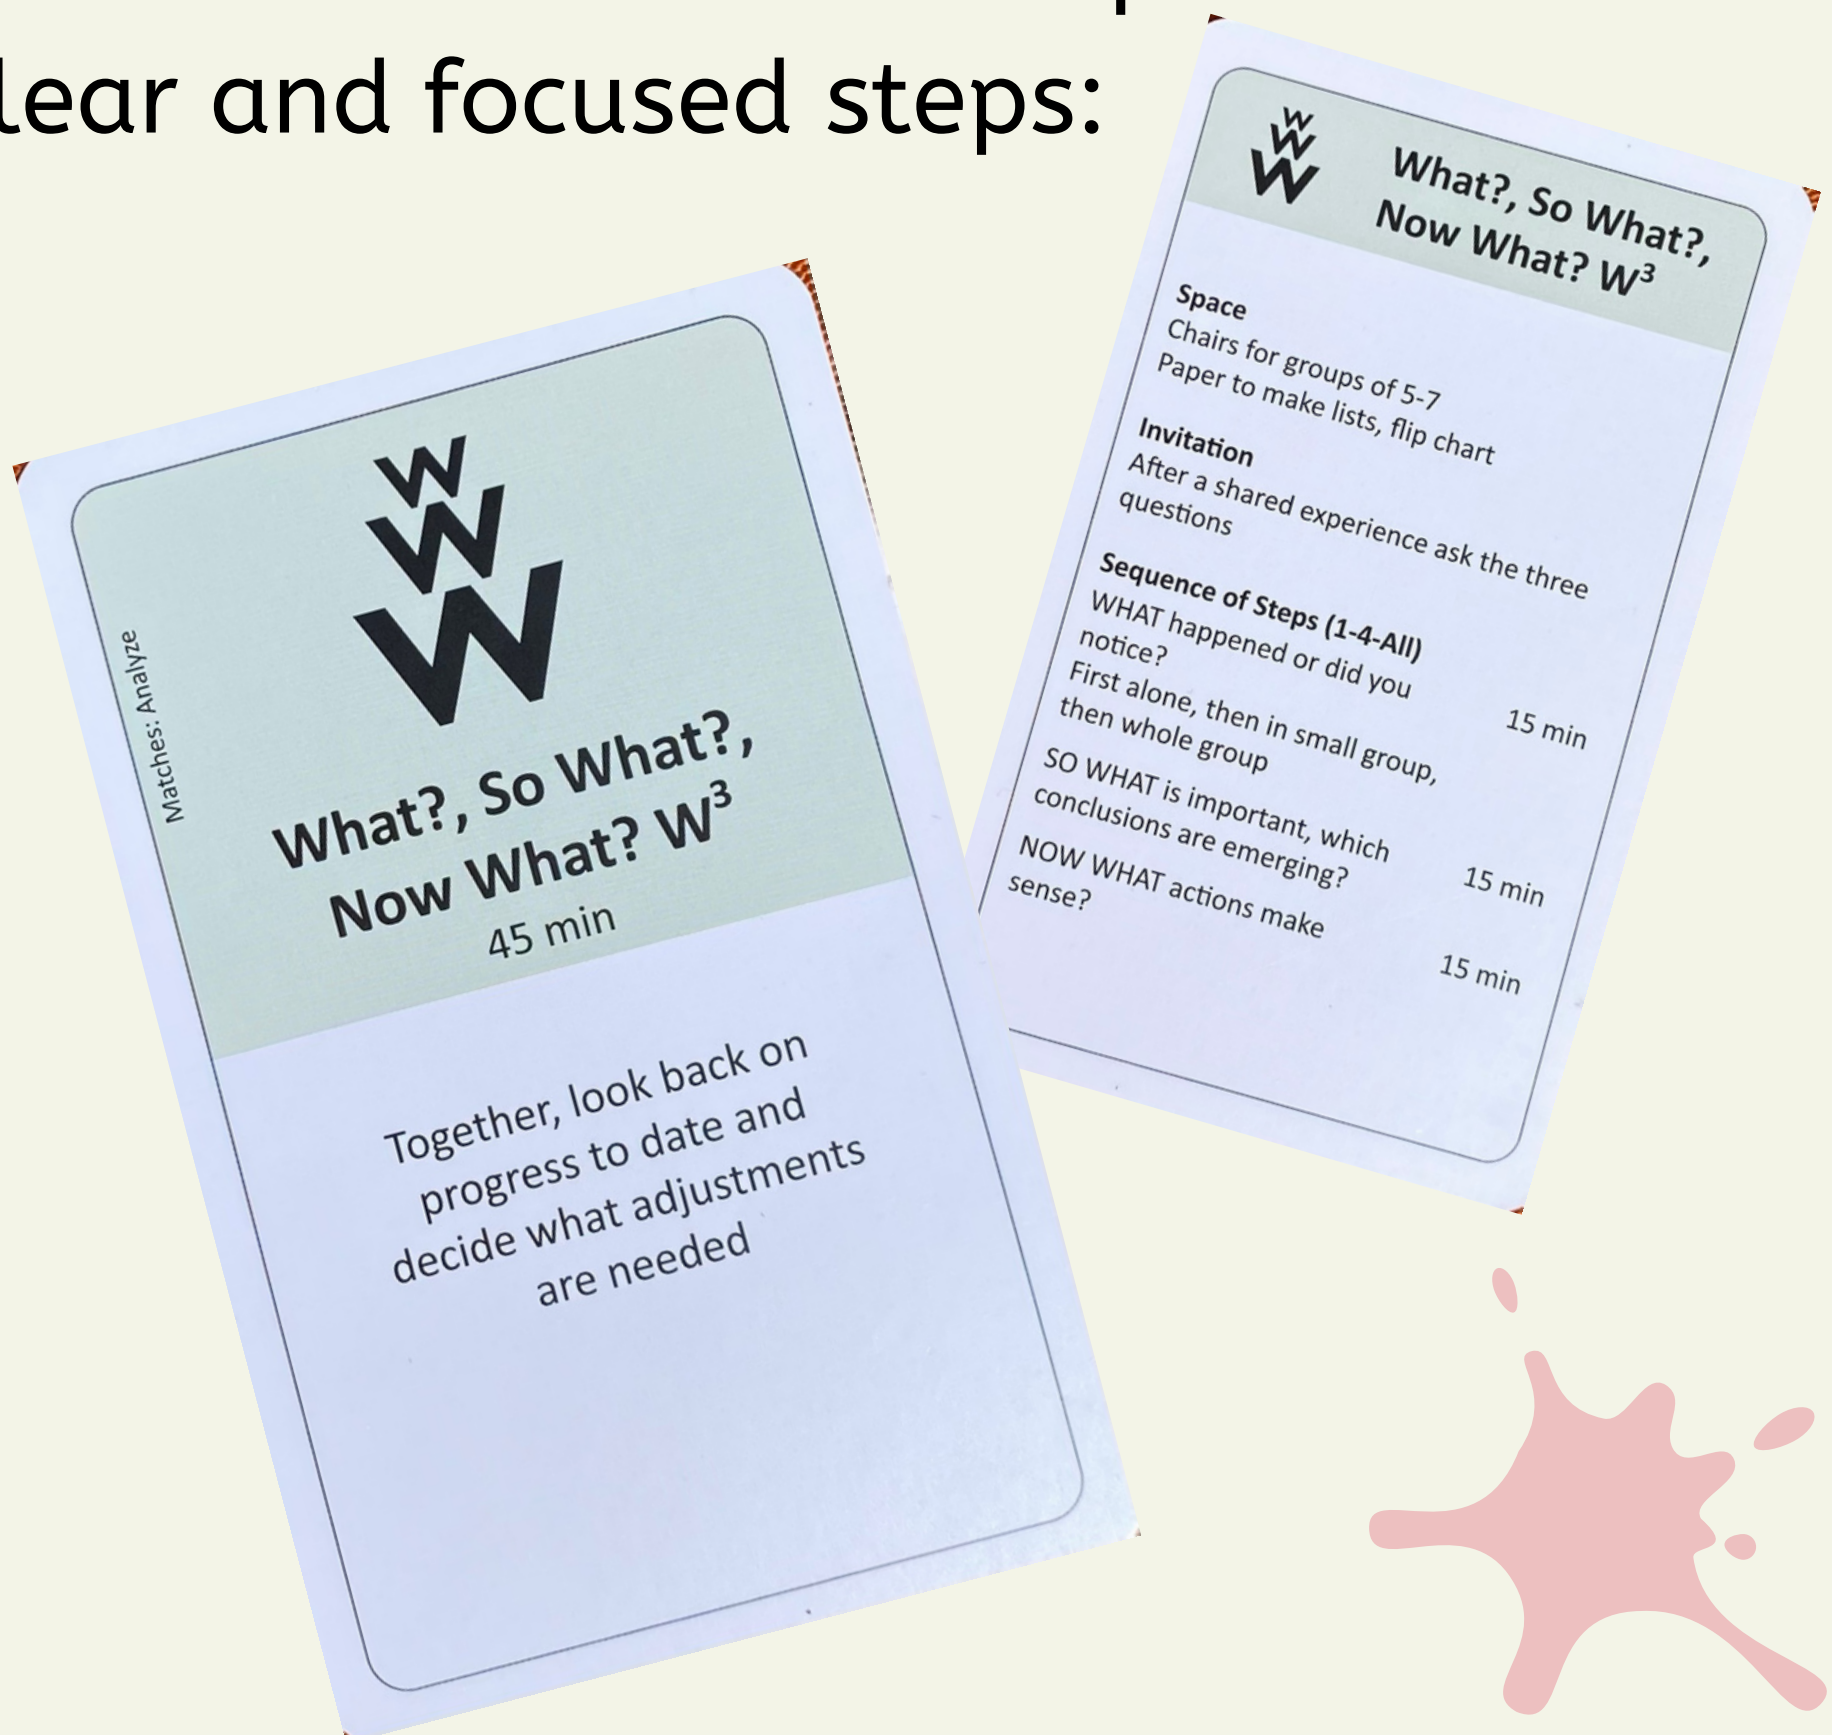 lear and focused steps:
W
W
W
What?, So What?,
Now What? W³
45 min
Matches: Analyze
Together, look back on
progress to date and
decide what adjustments
are needed
W
W
W
What?, So What?,
Now What? W³
Space
Chairs for groups of 5-7
Paper to make lists, flip chart
Invitation
After a shared experience ask the three
questions
Sequence of Steps (1-4-All)
WHAT happened or did you
notice?
15 min
First alone, then in small group,
then whole group
SO WHAT is important, which
conclusions are emerging?
15 min
NOW WHAT actions make
sense?
15 min